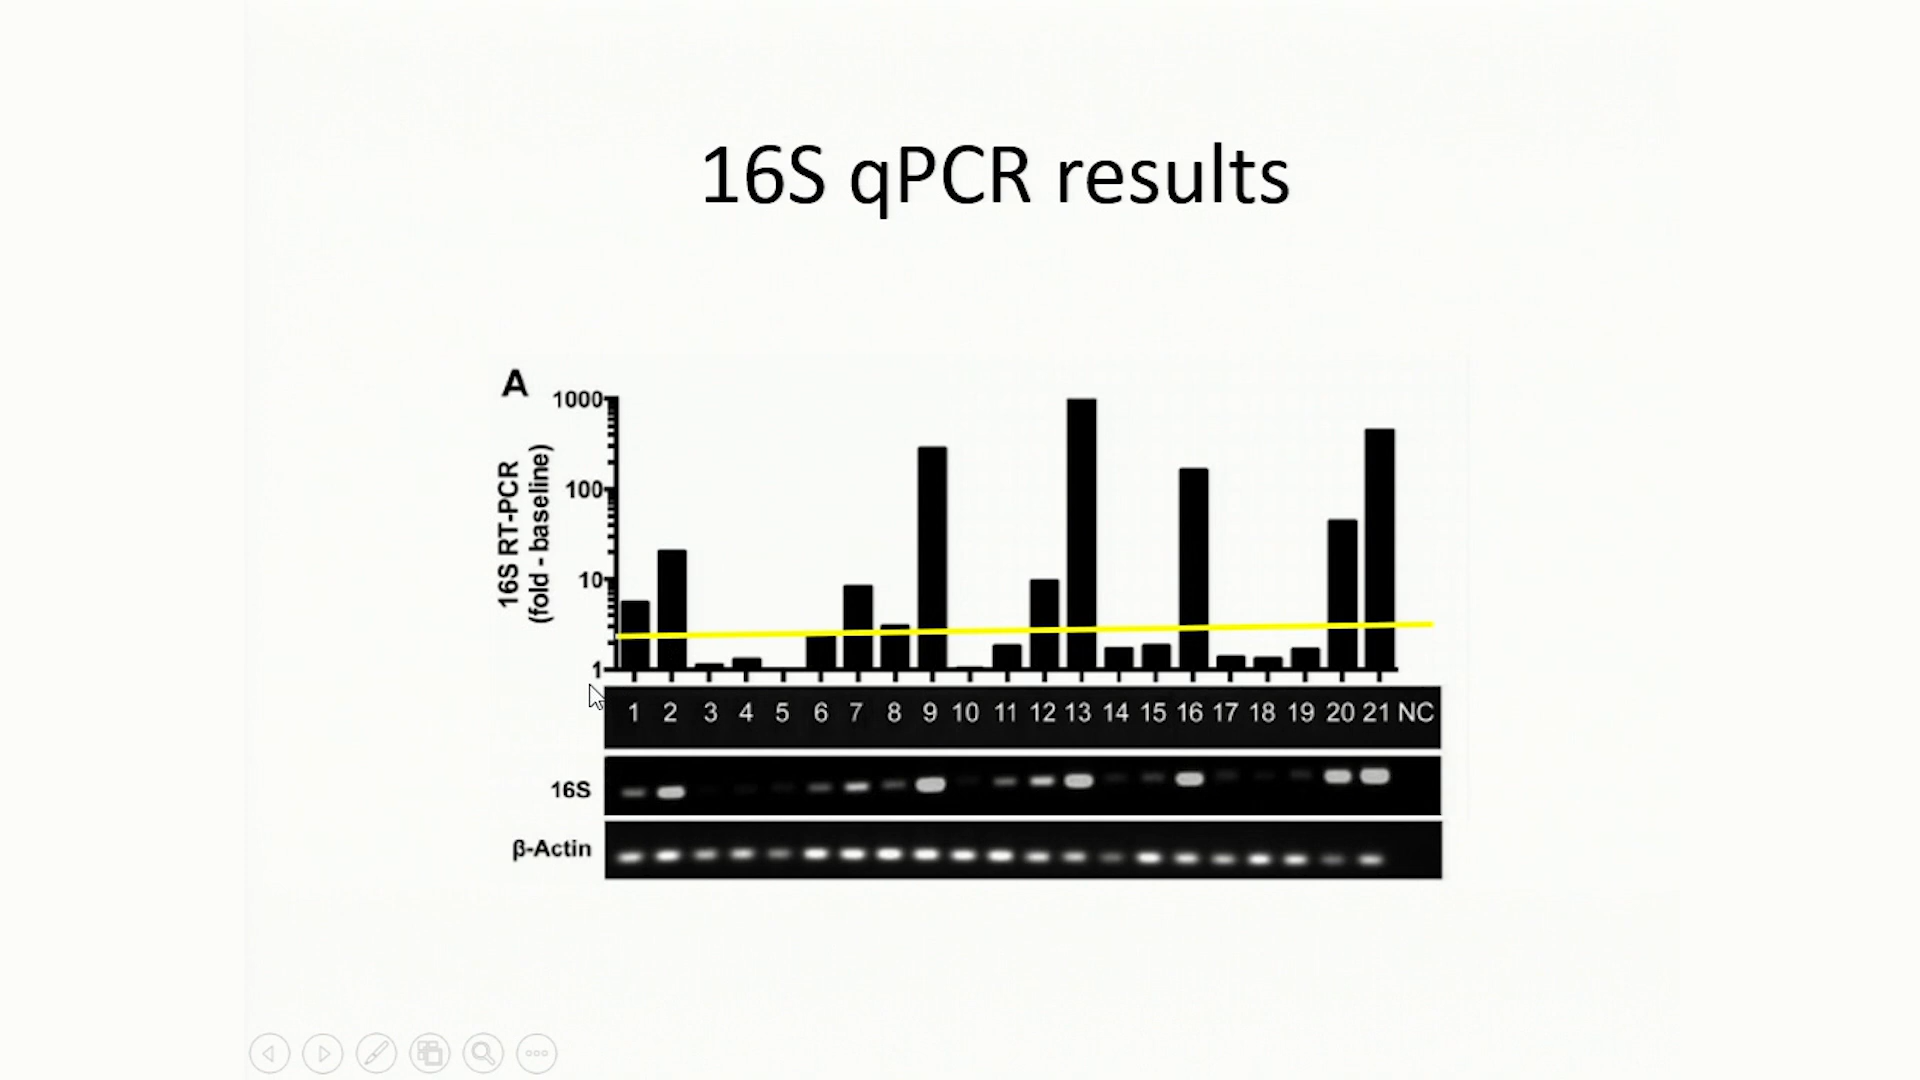 16S qPCR results
A
16S RT-PCR
(fold - baseline)
1000
100
10
1
1 2 3 4 5 6 7 8 9 10 11 12 13 14 15 16 17 18 19 20 21 NC
16S
β-Actin